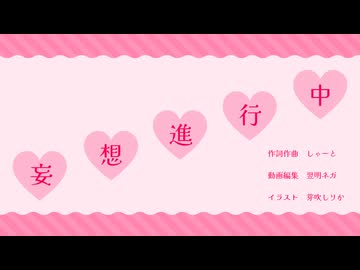 妄想進行中
作詞作曲　しゃーと
動画編集　翌明ネガ
イラスト　芽吹しりか